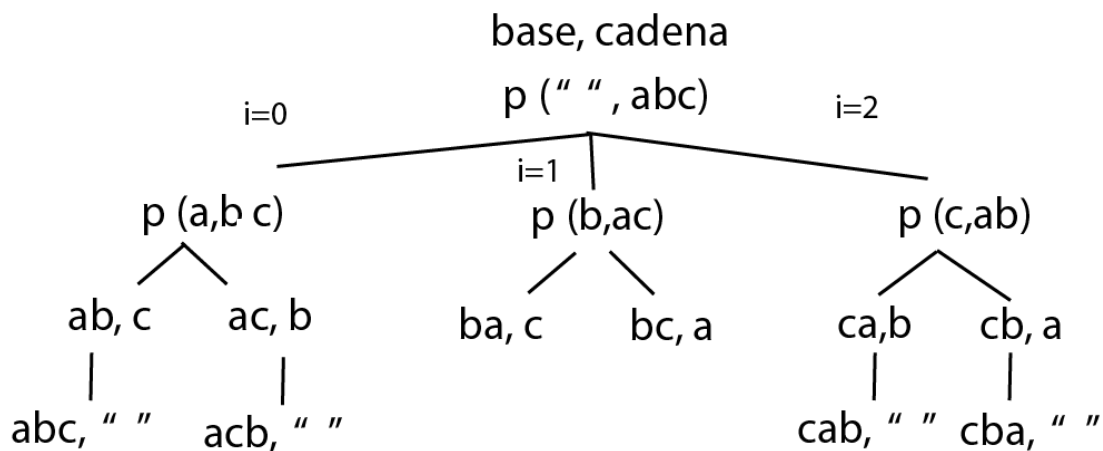 base, cadena
p (“ “ , abc)
i=0 i=1 i=2
p (a,b c) p (b,ac) p (c,ab)
ab, c ac, b ba, c bc, a ca,b cb, a
abc, “ ” acb, “ ” cab, “ ” cba, “ ”